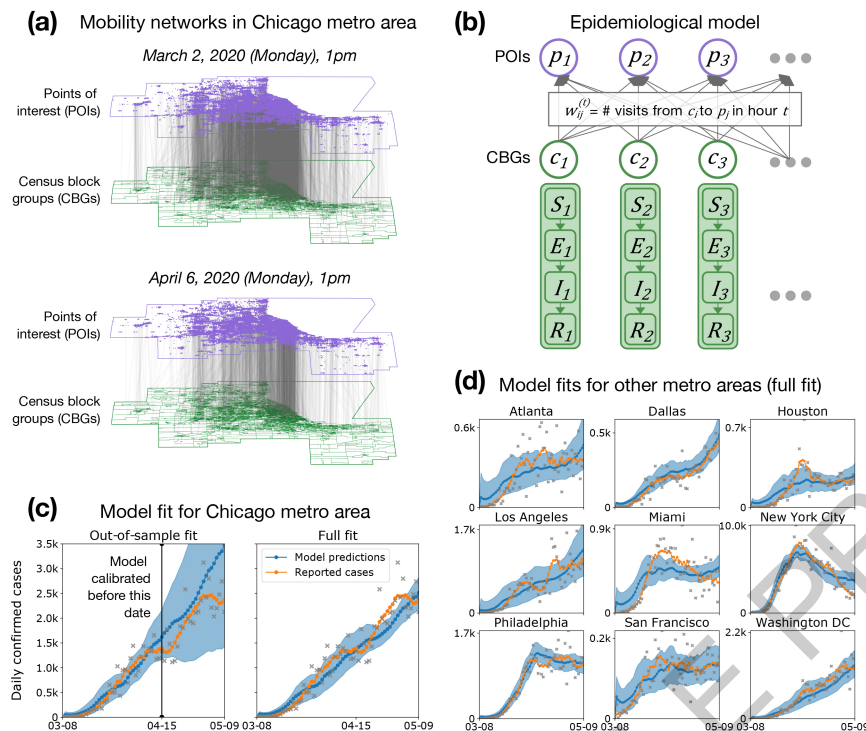 (a) Mobility networks in Chicago metro area
March 2, 2020 (Monday), 1pm
Points of
interest (POIs)
Census block
groups (CBGs)
April 6, 2020 (Monday), 1pm
Points of
interest (POIs)
Census block
groups (CBGs)
(b) Epidemiological model
POIs p1 p2 p3
w_ij^(t) = # visits from c_i to p_j in hour t
CBGs c1 c2 c3
S1 S2 S3
E1 E2 E3
I1 I2 I3
R1 R2 R3
(c) Model fit for Chicago metro area
Out-of-sample fit Full fit
Daily confirmed cases
3.5k
3.0k
2.5k
2.0k
1.5k
1.0k
0.5k
0
Model
calibrated
before this
date
Model predictions
Reported cases
03-08 04-15 05-09
03-08 04-15 05-09
(d) Model fits for other metro areas (full fit)
Atlanta Dallas Houston
0.6k 0.5k 0.7k
0 0 0
Los Angeles Miami New York City
1.7k 0.9k 10.0k
0 0 0
Philadelphia San Francisco Washington DC
1.7k 0.2k 2.2k
0 0 0
03-08 05-09 03-08 05-09 03-08 05-09
E PR